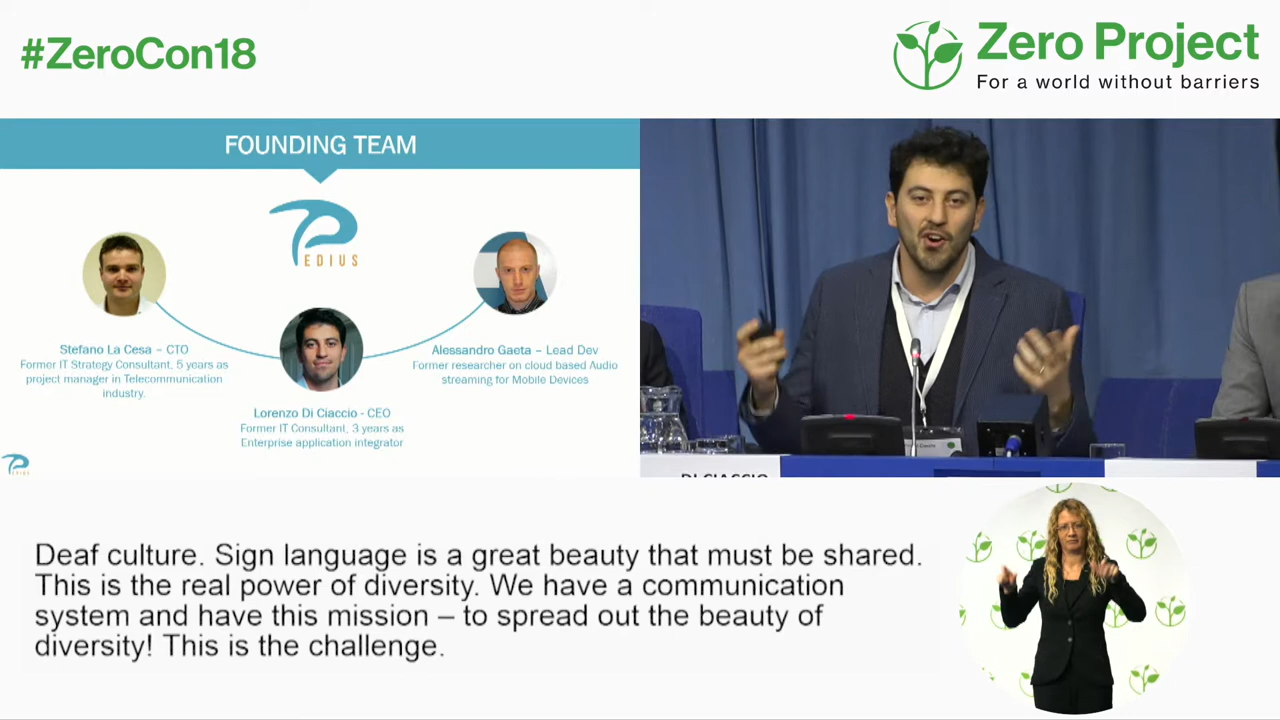 #ZeroCon18
Zero Project
For a world without barriers
FOUNDING TEAM
EDIUS
Stefano La Cesa – CTO
Former IT Strategy Consultant, 5 years as
project manager in Telecommunication
industry.
Alessandro Gaeta – Lead Dev
Former researcher on cloud based Audio
streaming for Mobile Devices
Lorenzo Di Ciaccio - CEO
Former IT Consultant, 3 years as
Enterprise application integrator
EDIUS
DI CIACCIO
Deaf culture. Sign language is a great beauty that must be shared.
This is the real power of diversity. We have a communication
system and have this mission – to spread out the beauty of
diversity! This is the challenge.